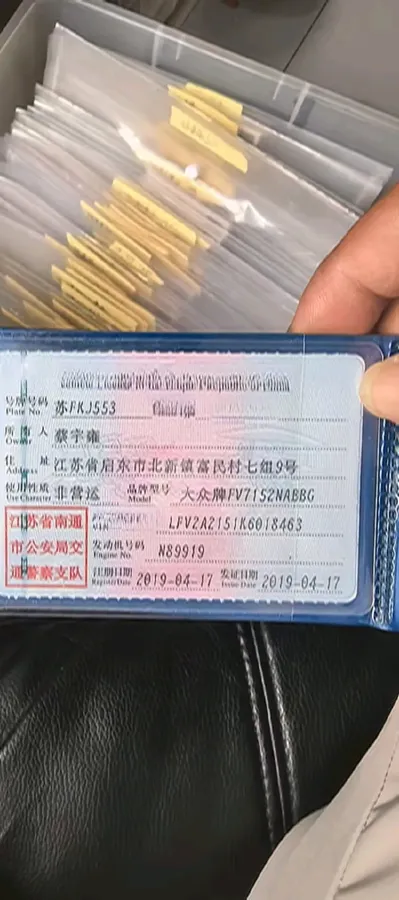 号牌号码 Plate No. 苏FKJ553
所有人 Owner 蔡宇雍
住址 Address 江苏省启东市北新镇富民村七组9号
使用性质 Use Character 非营运 品牌型号 Model 大众牌FV7152NABBG
江苏省南通市公安局交通警察支队
LFV2A2151K6018463
发动机号码 Engine No. N89919
注册日期 Register Date 2019-04-17 发证日期 Issue Date 2019-04-17